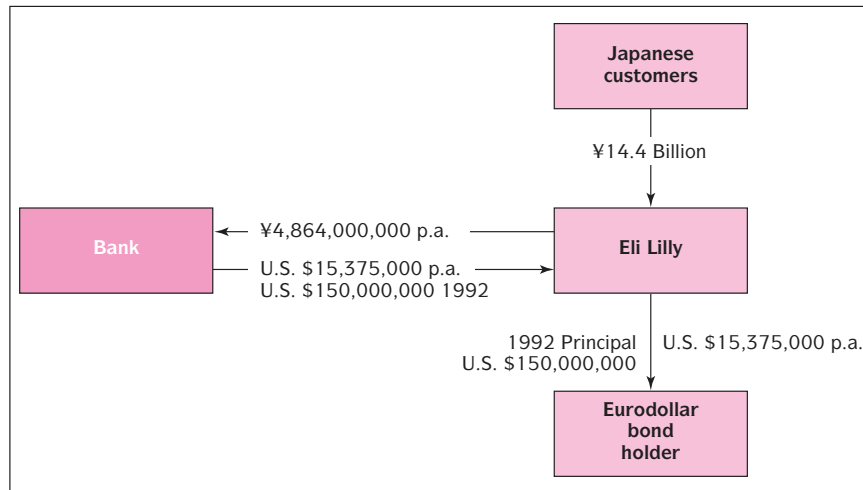 Japanese
customers
¥14.4 Billion
Bank
¥4,864,000,000 p.a.
U.S. $15,375,000 p.a.
U.S. $150,000,000 1992
Eli Lilly
1992 Principal
U.S. $150,000,000
U.S. $15,375,000 p.a.
Eurodollar
bond
holder